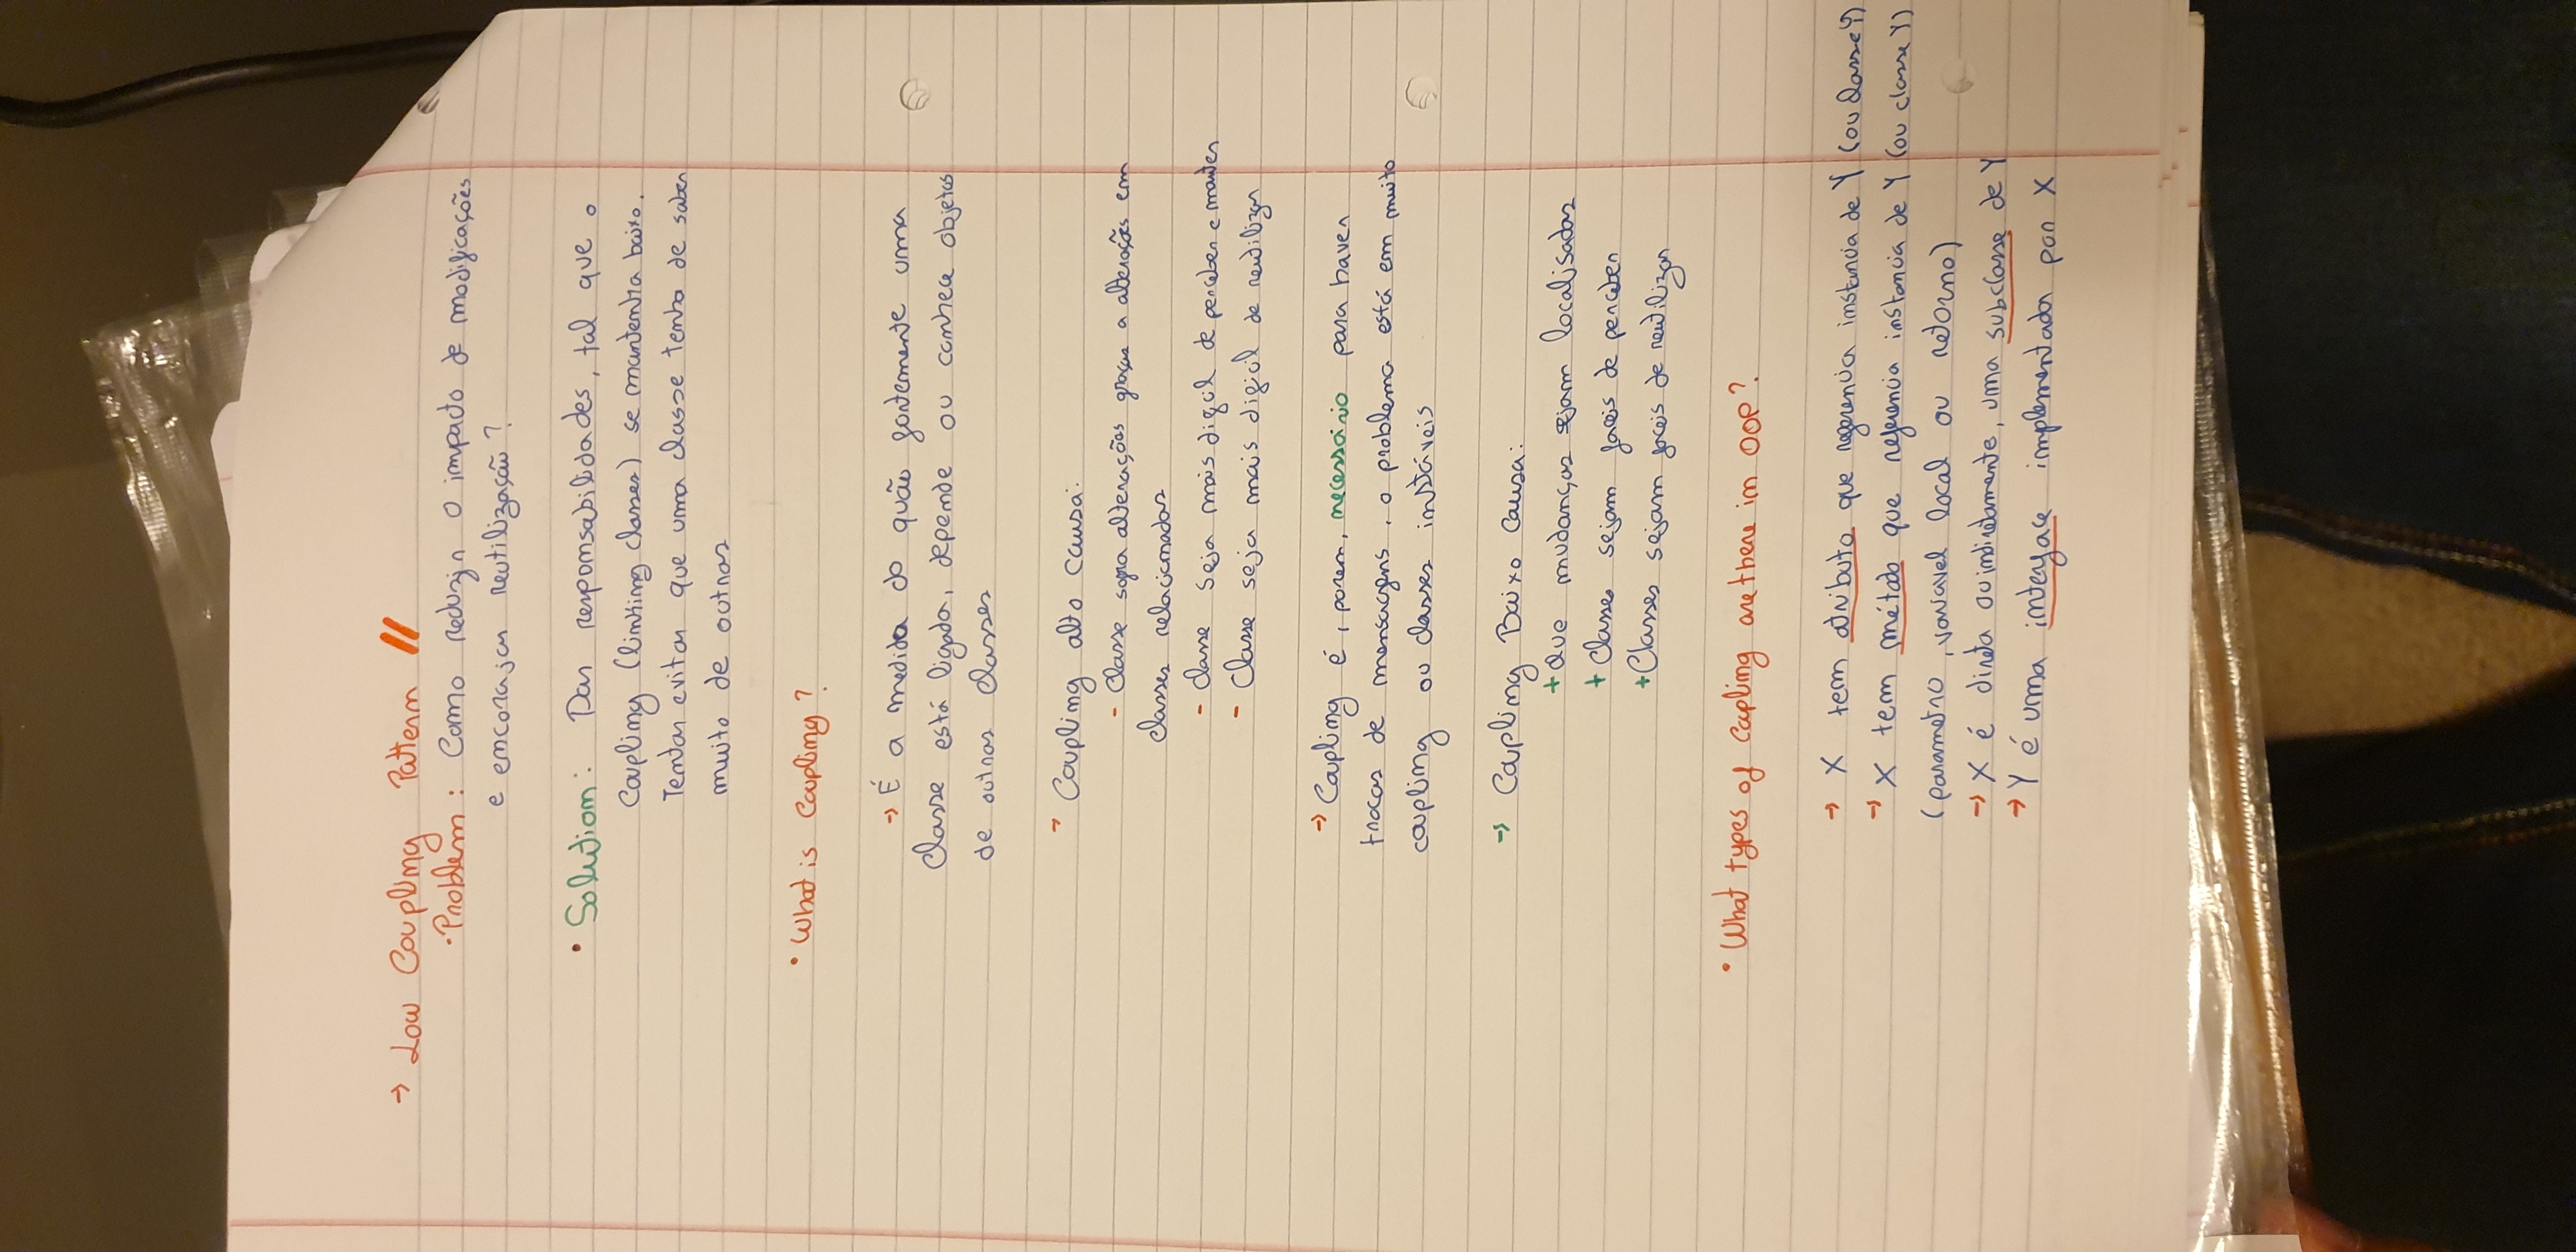 → Low Coupling Pattern //
• Problem: Como reduzir o impacto de modificações
e encorajar reutilização?
• Solution: Dar responsabilidades, tal que o
Coupling (linking classes) se mantenha baixo.
Tentar evitar que uma classe tenha de saber
muito de outras
• What is Coupling?
→ É a medida do quão fortemente uma
Classe está ligada, depende ou conhece objetos
de outras classes
→ Coupling alto causa:
- Classe sofra alterações graças a alterações em
classes relacionadas
- classe seja mais difícil de perceber e manter
- Classe seja mais difícil de reutilizar
→ Coupling é, porem, necessário para haver
trocas de mensagens, o problema está em muito
coupling ou classes instáveis
→ Coupling Baixo Causa:
+ Que mudanças sejam localisadas
+ Classes sejam faceis de perceber
+ Classes sejam faceis de reutilizar
• What types of Coupling are there in OOP?
→ X tem atributo que referencia instancia de Y (ou classe Y)
→ X tem método que referencia instancia de Y (ou classe Y)
(parametro, variavel local ou retorno)
→ X é direta ou indiretamente, uma subclasse de Y
→ Y é uma interface implementada por X